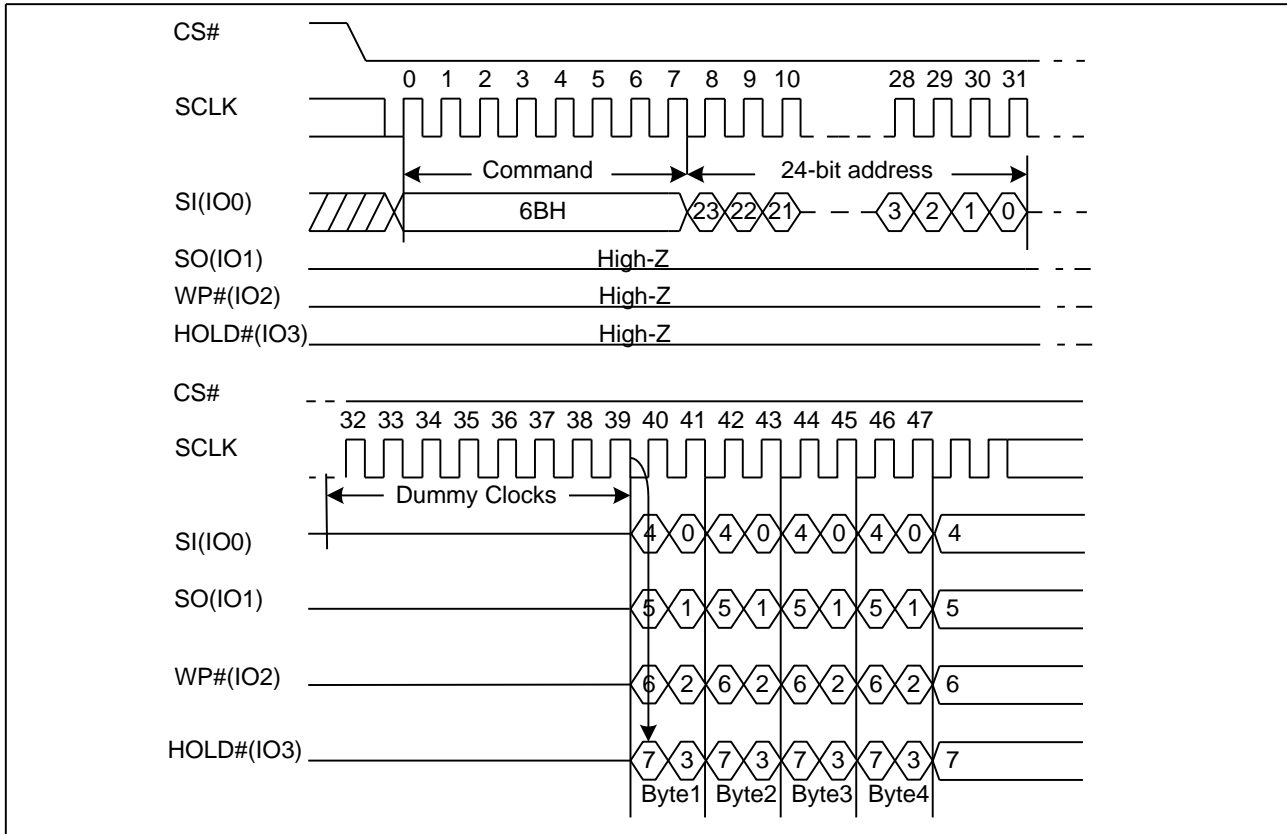 CS#
0 1 2 3 4 5 6 7 8 9 10 28 29 30 31
SCLK
Command 24-bit address
SI(IO0) 6BH 23 22 21 3 2 1 0
SO(IO1) High-Z
WP#(IO2) High-Z
HOLD#(IO3) High-Z
CS#
32 33 34 35 36 37 38 39 40 41 42 43 44 45 46 47
SCLK
Dummy Clocks
SI(IO0) 4 0 4 0 4 0 4 0 4
SO(IO1) 5 1 5 1 5 1 5 1 5
WP#(IO2) 6 2 6 2 6 2 6 2 6
HOLD#(IO3) 7 3 7 3 7 3 7 3 7
Byte1 Byte2 Byte3 Byte4